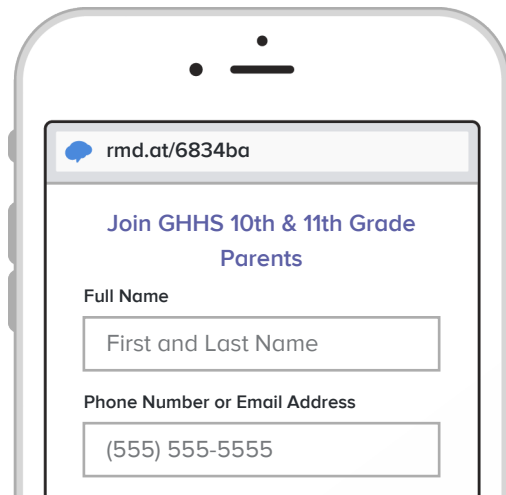 rmd.at/6834ba
Join GHHS 10th & 11th Grade
Parents
Full Name
First and Last Name
Phone Number or Email Address
(555) 555-5555